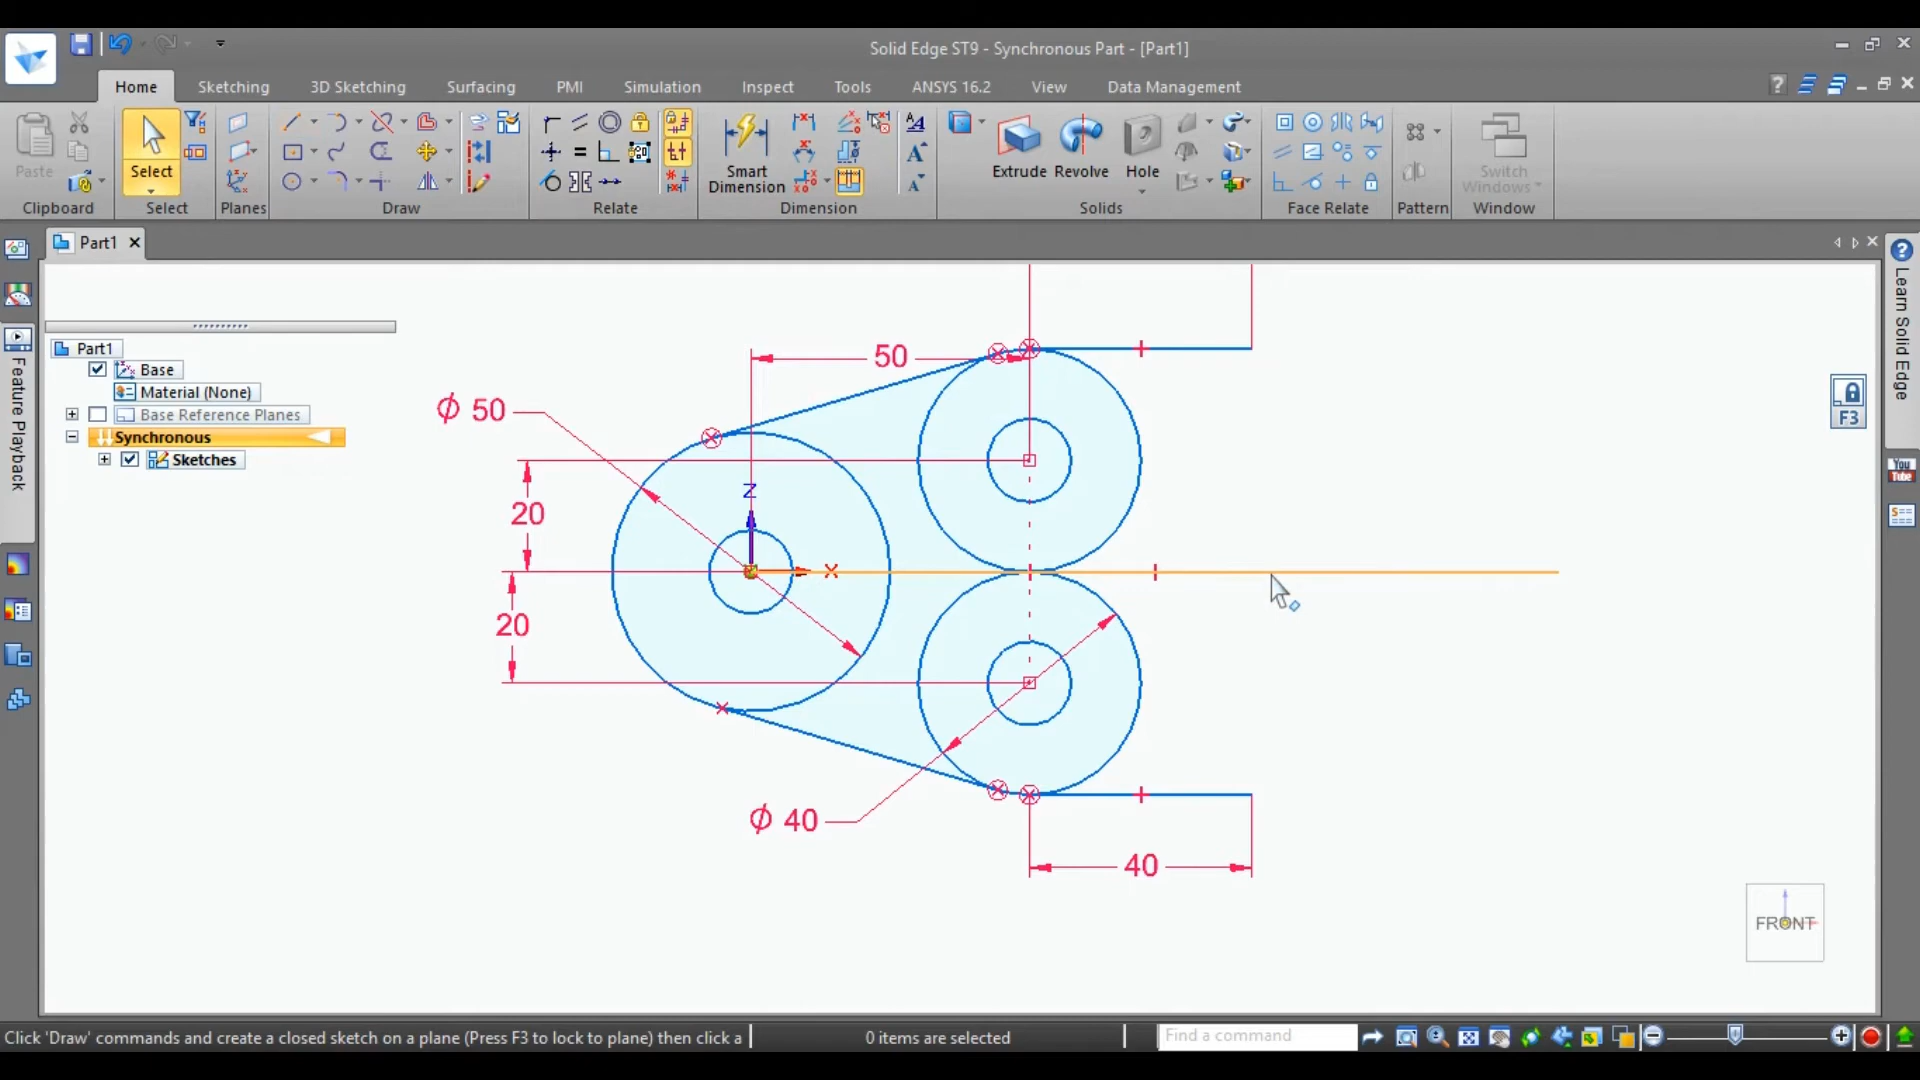 Solid Edge ST9 - Synchronous Part - [Part1]
Home
Sketching
3D Sketching
Surfacing
PMI
Simulation
Inspect
Tools
ANSYS 16.2
View
Data Management
Paste
Select
Smart
Dimension
Extrude
Revolve
Hole
Switch
Windows
Clipboard
Select
Planes
Draw
Relate
Dimension
Solids
Face Relate
Pattern
Window
Part1
Learn Solid Edge
Feature Playback
Part1
Base
Material (None)
Base Reference Planes
Synchronous
Sketches
50
Φ 50
F3
Z
20
X
20
Φ 40
40
FRONT
You
Tube
Click 'Draw' commands and create a closed sketch on a plane (Press F3 to lock to plane) then click a
0 items are selected
Find a command